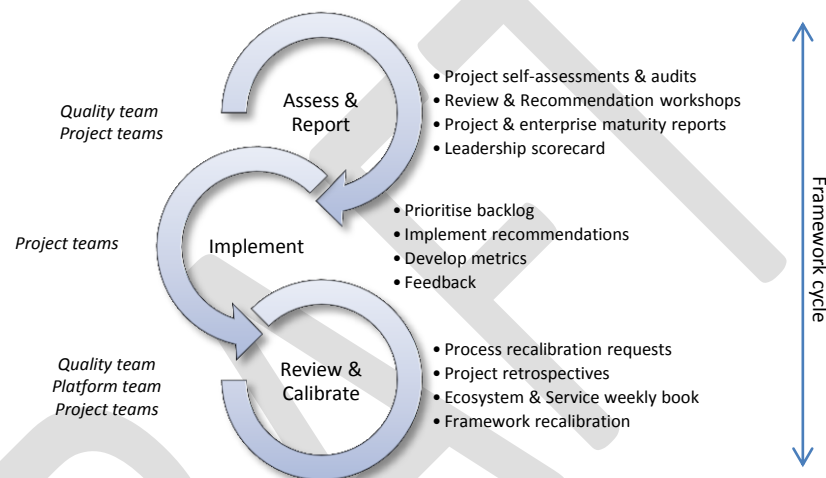 Quality team
Project teams
Assess &
Report
• Project self-assessments & audits
• Review & Recommendation workshops
• Project & enterprise maturity reports
• Leadership scorecard
Project teams
Implement
• Prioritise backlog
• Implement recommendations
• Develop metrics
• Feedback
Quality team
Platform team
Project teams
Review &
Calibrate
• Process recalibration requests
• Project retrospectives
• Ecosystem & Service weekly book
• Framework recalibration
Framework cycle